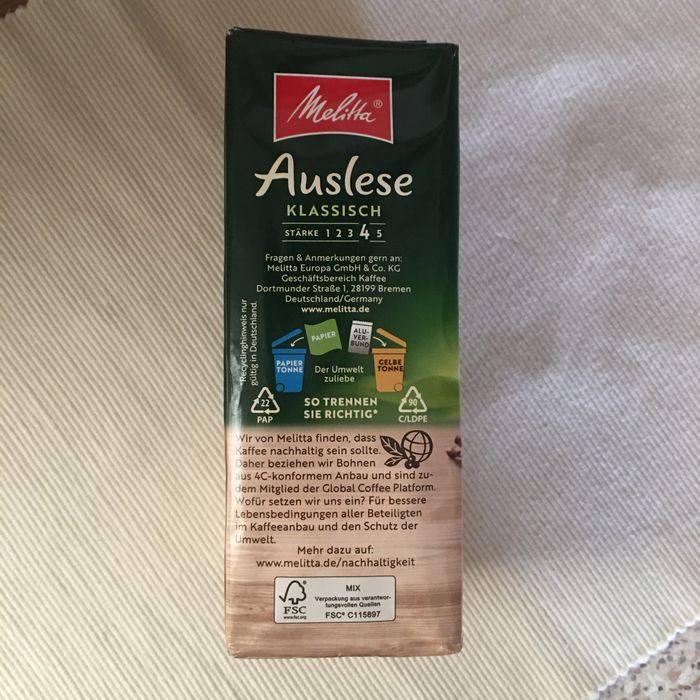 Melitta®
Auslese
KLASSISCH
STÄRKE 1 2 3 4 5
Fragen & Anmerkungen gern an:
Melitta Europa GmbH & Co. KG
Geschäftsbereich Kaffee
Dortmunder Straße 1, 28199 Bremen
Deutschland/Germany
www.melitta.de
*Recyclinghinweis nur
gültig in Deutschland.
PAPIER
ALU-
VER-
BUND
PAPIER
TONNE
GELBE
TONNE
Der Umwelt
zuliebe
SO TRENNEN
SIE RICHTIG*
22
PAP
90
C/LDPE
Wir von Melitta finden, dass
Kaffee nachhaltig sein sollte.
Daher beziehen wir Bohnen
aus 4C-konformem Anbau und sind zu-
dem Mitglied der Global Coffee Platform.
Wofür setzen wir uns ein? Für bessere
Lebensbedingungen aller Beteiligten
im Kaffeeanbau und den Schutz der
Umwelt.
Mehr dazu auf:
www.melitta.de/nachhaltigkeit
FSC
www.fsc.org
MIX
Verpackung aus verantwor-
tungsvollen Quellen
FSC® C115897